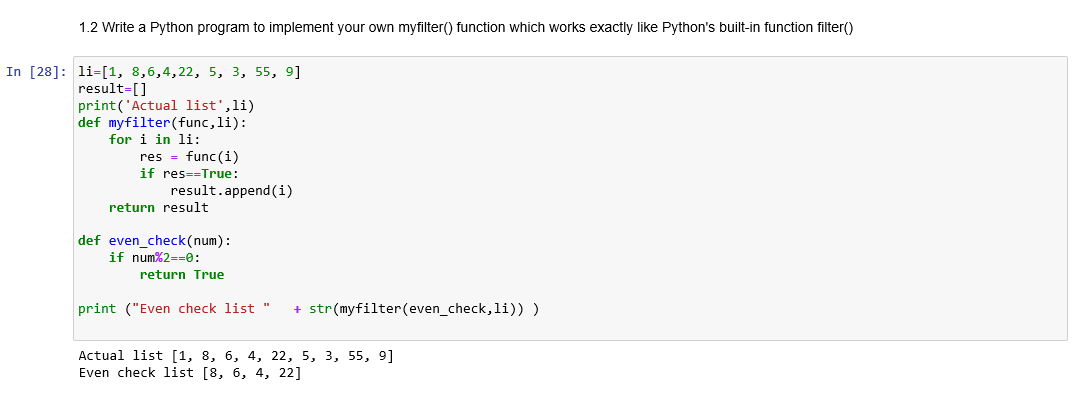 1.2 Write a Python program to implement your own myfilter() function which works exactly like Python's built-in function filter()
In [28]: li=[1, 8,6,4,22, 5, 3, 55, 9]
result=[]
print('Actual list',li)
def myfilter(func,li):
    for i in li:
        res = func(i)
        if res==True:
            result.append(i)
    return result

def even_check(num):
    if num%2==0:
        return True

print ("Even check list "   + str(myfilter(even_check,li)) )
Actual list [1, 8, 6, 4, 22, 5, 3, 55, 9]
Even check list [8, 6, 4, 22]